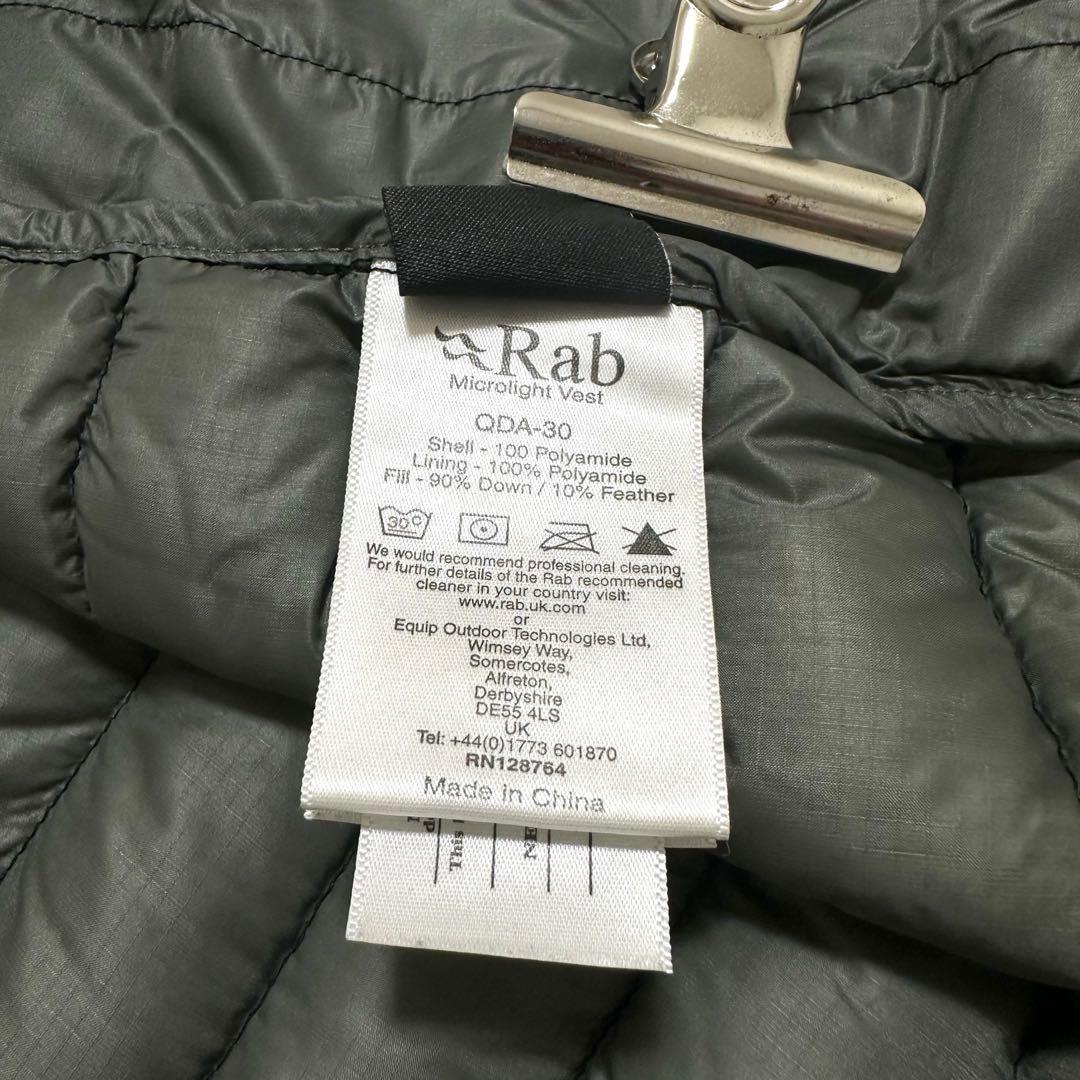 Rab
Microlight Vest
QDA-30
Shell - 100 Polyamide
Lining - 100% Polyamide
Fill - 90% Down / 10% Feather
30°
We would recommend professional cleaning.
For further details of the Rab recommended
cleaner in your country visit:
www.rab.uk.com
or
Equip Outdoor Technologies Ltd,
Wimsey Way,
Somercotes,
Alfreton,
Derbyshire
DE55 4LS
UK
Tel: +44(0)1773 601870
RN128764
Made in China